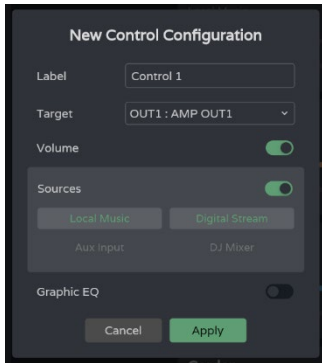 New Control Configuration
Label Control 1
Target OUT1 : AMP OUT1
Volume
Sources
Local Music Digital Stream
Aux Input DJ Mixer
Graphic EQ
Cancel Apply